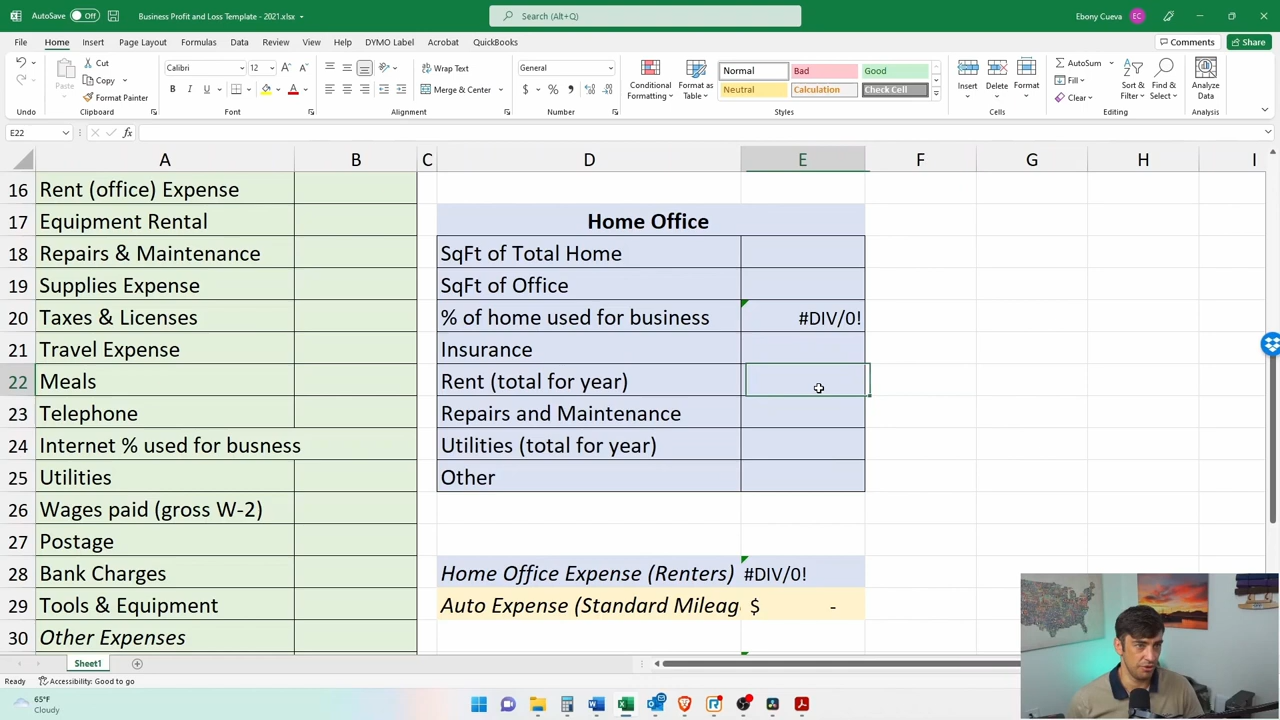 AutoSave Off Business Profit and Loss Template - 2021.xlsx Search (Alt+Q) Ebony Cueva EC
File Home Insert Page Layout Formulas Data Review View Help DYMO Label Acrobat QuickBooks Comments Share
Cut Calibri 12 Wrap Text General Normal Bad Good AutoSum
Paste Copy Conditional Formatting Format as Table Insert Delete Format Fill Sort & Filter Find & Select Analyze Data
Format Painter Merge & Center Neutral Calculation Check Cell Clear
Undo Clipboard Font Alignment Number Styles Cells Editing Analysis
E22 fx
A B C D E F G H I
16 Rent (office) Expense
17 Equipment Rental Home Office
18 Repairs & Maintenance SqFt of Total Home
19 Supplies Expense SqFt of Office
20 Taxes & Licenses % of home used for business #DIV/0!
21 Travel Expense Insurance
22 Meals Rent (total for year)
23 Telephone Repairs and Maintenance
24 Internet % used for busness Utilities (total for year)
25 Utilities Other
26 Wages paid (gross W-2)
27 Postage
28 Bank Charges Home Office Expense (Renters) #DIV/0!
29 Tools & Equipment Auto Expense (Standard Mileag $ -
30 Other Expenses
Sheet1
Ready Accessibility: Good to go
65°F
Cloudy